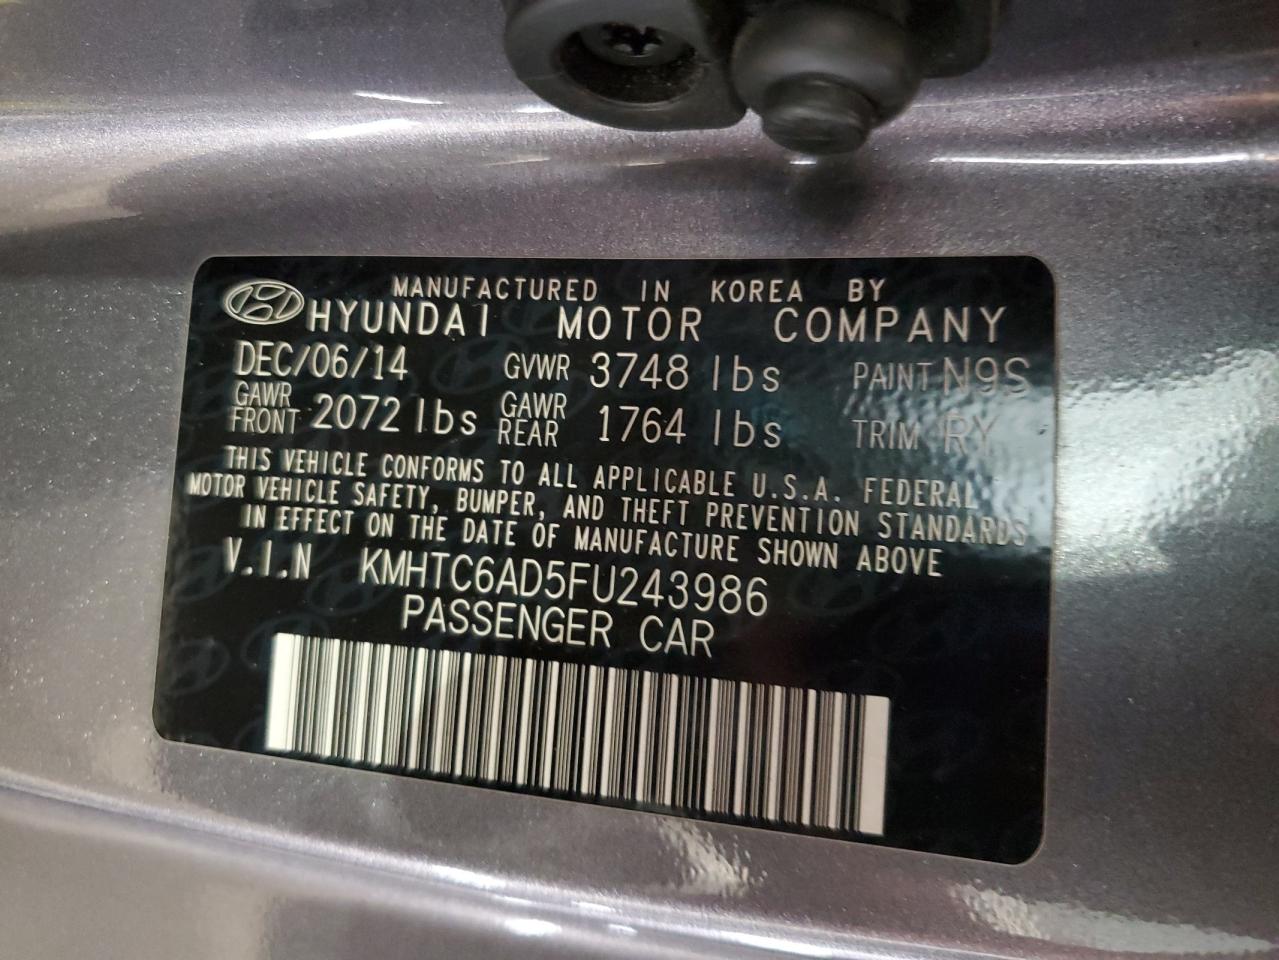 MANUFACTURED IN KOREA BY
HYUNDAI MOTOR COMPANY
DEC/06/14 GVWR 3748 lbs PAINT N9S
GAWR FRONT 2072 lbs GAWR REAR 1764 lbs TRIM RY
THIS VEHICLE CONFORMS TO ALL APPLICABLE U.S.A. FEDERAL
MOTOR VEHICLE SAFETY, BUMPER, AND THEFT PREVENTION STANDARDS
IN EFFECT ON THE DATE OF MANUFACTURE SHOWN ABOVE
V.I.N KMHTC6AD5FU243986
PASSENGER CAR